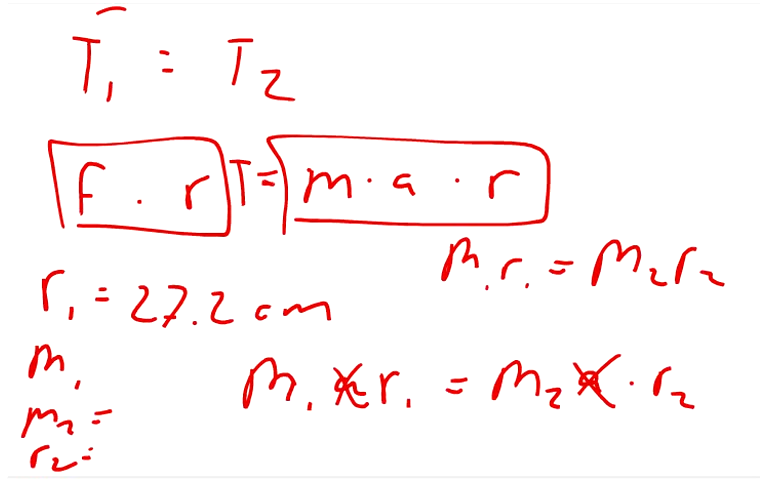 T₁ = T₂
F · r T = m · a · r
m₁r₁ = m₂r₂
r₁ = 27.2 cm
m₁
m₁ a r₁ = m₂ a · r₂
m₂ =
r₂ =